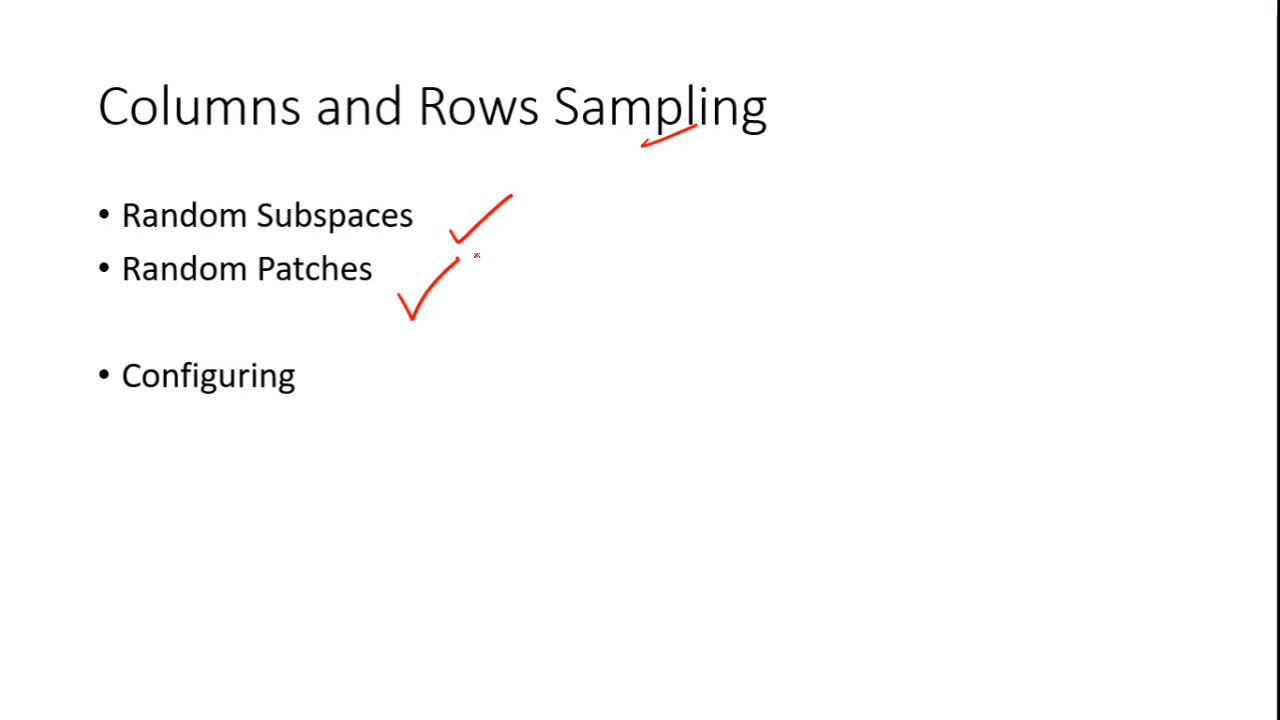 Columns and Rows Sampling
• Random Subspaces
• Random Patches
• Configuring